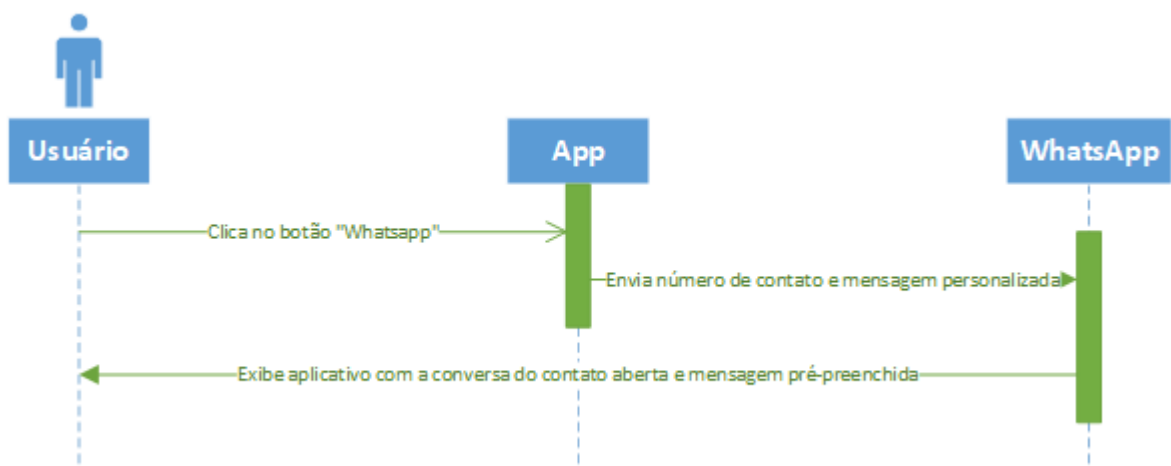 Usuário
App
WhatsApp
Clica no botão "Whatsapp"
Envia número de contato e mensagem personalizada
Exibe aplicativo com a conversa do contato aberta e mensagem pré-preenchida